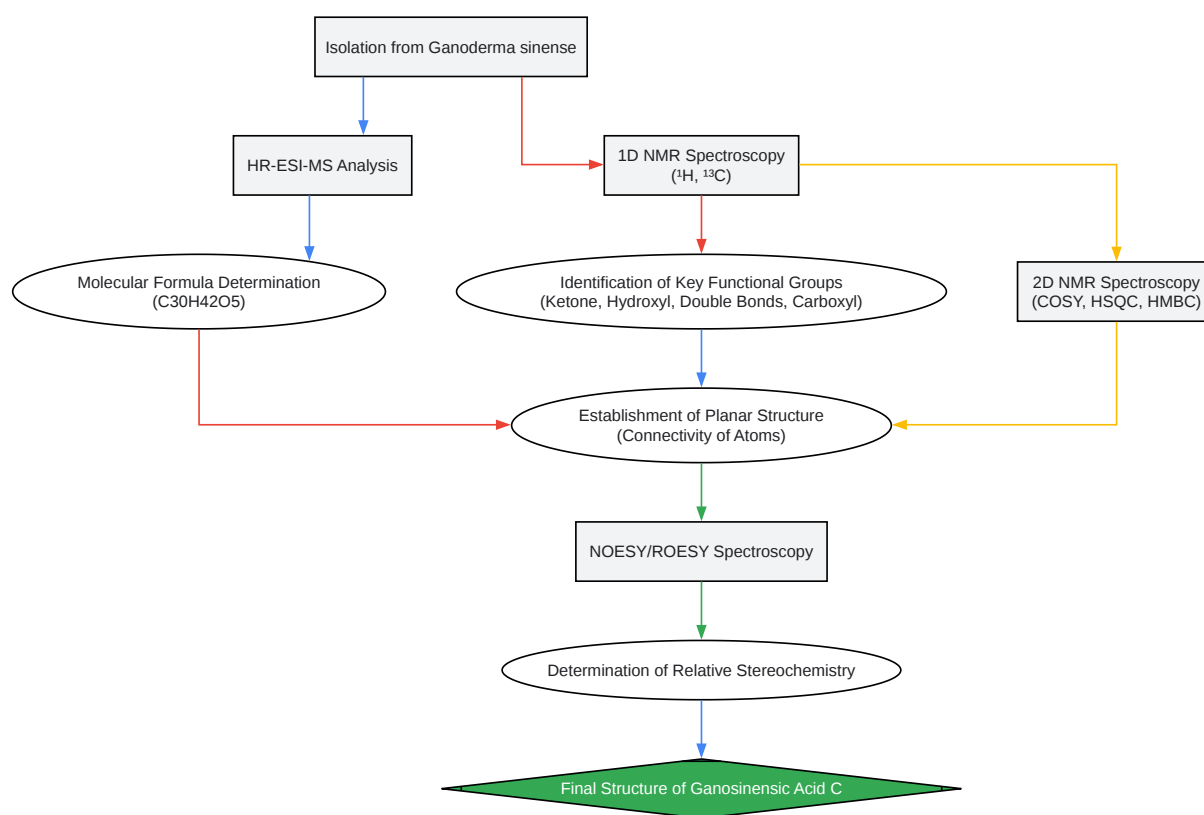 Isolation from Ganoderma sinense
HR-ESI-MS Analysis
1D NMR Spectroscopy
(¹H, ¹³C)
Molecular Formula Determination
(C30H42O5)
Identification of Key Functional Groups
(Ketone, Hydroxyl, Double Bonds, Carboxyl)
2D NMR Spectroscopy
(COSY, HSQC, HMBC)
Establishment of Planar Structure
(Connectivity of Atoms)
NOESY/ROESY Spectroscopy
Determination of Relative Stereochemistry
Final Structure of Ganosinensic Acid C